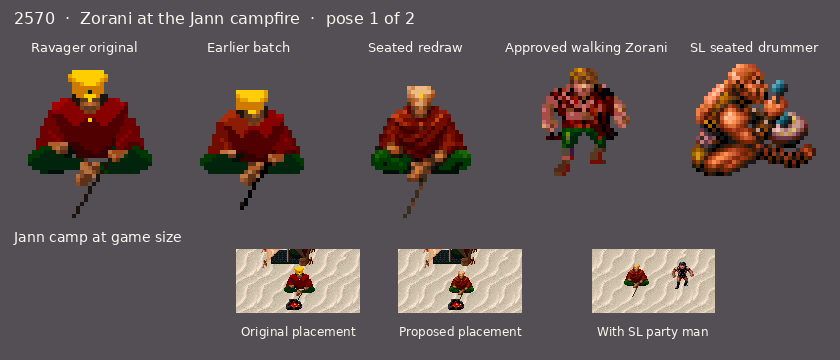 2570 · Zorani at the Jann campfire · pose 1 of 2
Ravager original
Earlier batch
Seated redraw
Approved walking Zorani
SL seated drummer
Jann camp at game size
Original placement
Proposed placement
With SL party man